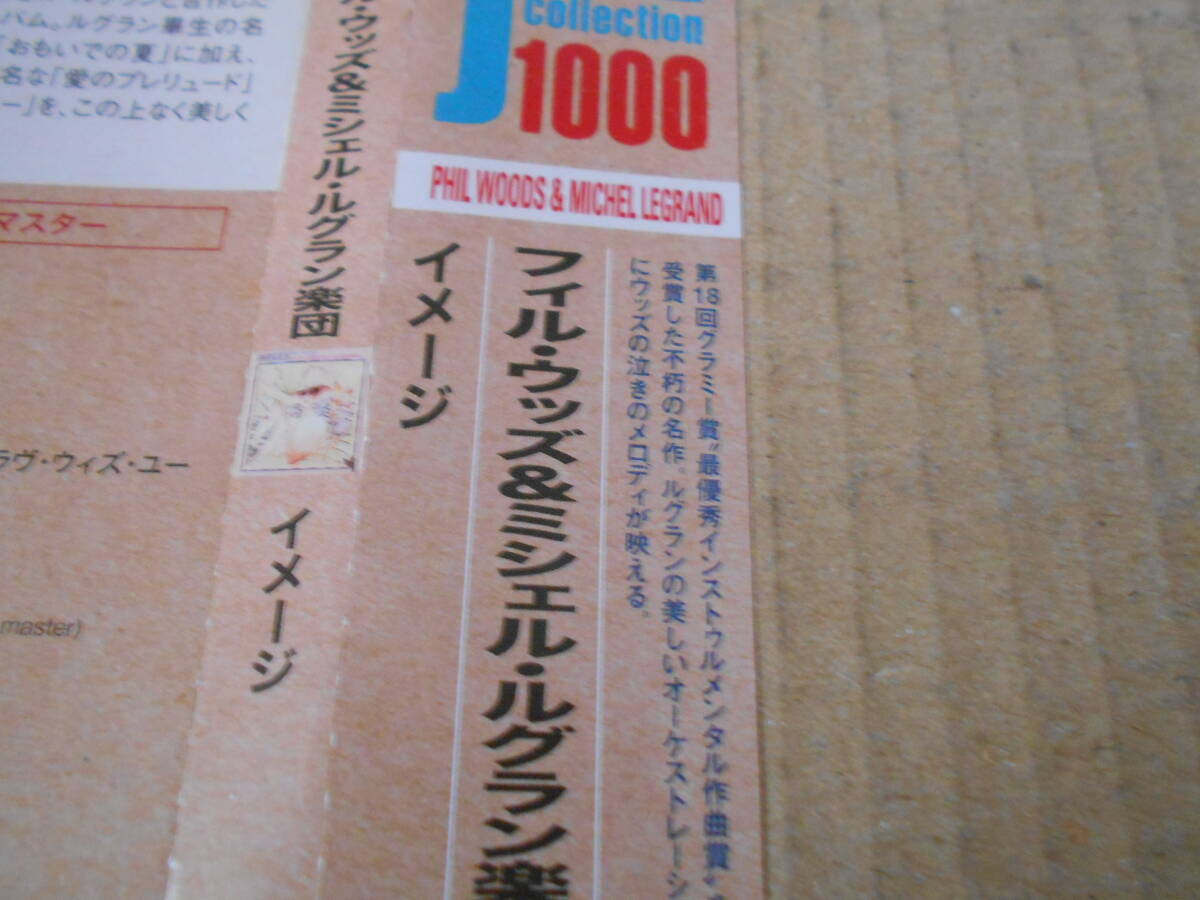 collection
1000
PHIL WOODS & MICHEL LEGRAND
第18回グラミー賞“最優秀インストゥルメンタル作曲賞”
受賞した不朽の名作。ルグランの美しいオーケストレーシ
にウッズの泣きのメロディが映える。
フィル・ウッズ&ミシェル・ルグラン楽
イメージ
ル・ウッズ&ミシェル・ルグラン楽団
イメージ
バム。ルグラン畢生の名
「おもいでの夏」に加え、
名な「愛のプレリュード」
ー」を、この上なく美しく
マスター
ラヴ・ウィズ・ユー
master)